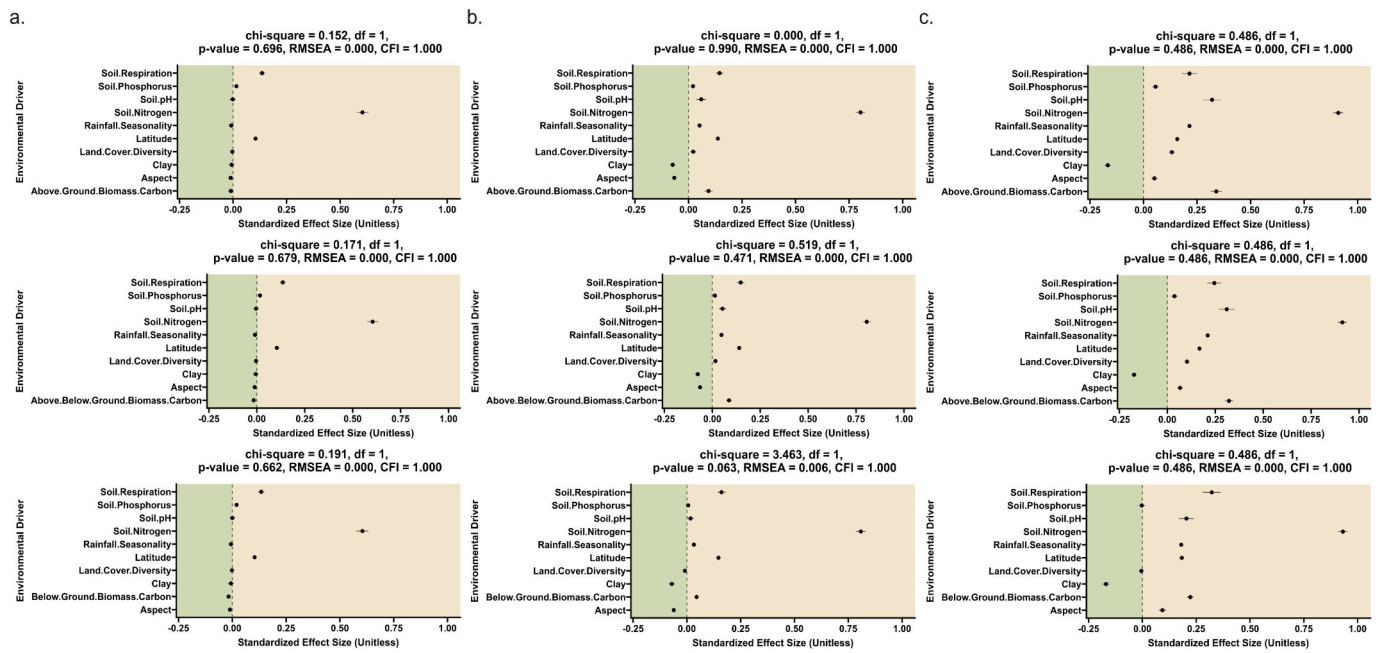 a.
chi-square = 0.152, df = 1,
p-value = 0.696, RMSEA = 0.000, CFI = 1.000
Environmental Driver
Soil.Respiration
Soil.Phosphorus
Soil.pH
Soil.Nitrogen
Rainfall.Seasonality
Latitude
Land.Cover.Diversity
Clay
Aspect
Above.Ground.Biomass.Carbon
-0.25 0.00 0.25 0.50 0.75 1.00
Standardized Effect Size (Unitless)
chi-square = 0.171, df = 1,
p-value = 0.679, RMSEA = 0.000, CFI = 1.000
Environmental Driver
Soil.Respiration
Soil.Phosphorus
Soil.pH
Soil.Nitrogen
Rainfall.Seasonality
Latitude
Land.Cover.Diversity
Clay
Aspect
Above.Below.Ground.Biomass.Carbon
-0.25 0.00 0.25 0.50 0.75 1.00
Standardized Effect Size (Unitless)
chi-square = 0.191, df = 1,
p-value = 0.662, RMSEA = 0.000, CFI = 1.000
Environmental Driver
Soil.Respiration
Soil.Phosphorus
Soil.pH
Soil.Nitrogen
Rainfall.Seasonality
Latitude
Land.Cover.Diversity
Clay
Below.Ground.Biomass.Carbon
Aspect
-0.25 0.00 0.25 0.50 0.75 1.00
Standardized Effect Size (Unitless)
b.
chi-square = 0.000, df = 1,
p-value = 0.990, RMSEA = 0.000, CFI = 1.000
Environmental Driver
Soil.Respiration
Soil.Phosphorus
Soil.pH
Soil.Nitrogen
Rainfall.Seasonality
Latitude
Land.Cover.Diversity
Clay
Aspect
Above.Ground.Biomass.Carbon
-0.25 0.00 0.25 0.50 0.75 1.00
Standardized Effect Size (Unitless)
chi-square = 0.519, df = 1,
p-value = 0.471, RMSEA = 0.000, CFI = 1.000
Environmental Driver
Soil.Respiration
Soil.Phosphorus
Soil.pH
Soil.Nitrogen
Rainfall.Seasonality
Latitude
Land.Cover.Diversity
Clay
Aspect
Above.Below.Ground.Biomass.Carbon
-0.25 0.00 0.25 0.50 0.75 1.00
Standardized Effect Size (Unitless)
chi-square = 3.463, df = 1,
p-value = 0.063, RMSEA = 0.006, CFI = 1.000
Environmental Driver
Soil.Respiration
Soil.Phosphorus
Soil.pH
Soil.Nitrogen
Rainfall.Seasonality
Latitude
Land.Cover.Diversity
Clay
Below.Ground.Biomass.Carbon
Aspect
-0.25 0.00 0.25 0.50 0.75 1.00
Standardized Effect Size (Unitless)
c.
chi-square = 0.486, df = 1,
p-value = 0.486, RMSEA = 0.000, CFI = 1.000
Environmental Driver
Soil.Respiration
Soil.Phosphorus
Soil.pH
Soil.Nitrogen
Rainfall.Seasonality
Latitude
Land.Cover.Diversity
Clay
Aspect
Above.Ground.Biomass.Carbon
-0.25 0.00 0.25 0.50 0.75 1.00
Standardized Effect Size (Unitless)
chi-square = 0.486, df = 1,
p-value = 0.486, RMSEA = 0.000, CFI = 1.000
Environmental Driver
Soil.Respiration
Soil.Phosphorus
Soil.pH
Soil.Nitrogen
Rainfall.Seasonality
Latitude
Land.Cover.Diversity
Clay
Aspect
Above.Below.Ground.Biomass.Carbon
-0.25 0.00 0.25 0.50 0.75 1.00
Standardized Effect Size (Unitless)
chi-square = 0.486, df = 1,
p-value = 0.486, RMSEA = 0.000, CFI = 1.000
Environmental Driver
Soil.Respiration
Soil.Phosphorus
Soil.pH
Soil.Nitrogen
Rainfall.Seasonality
Latitude
Land.Cover.Diversity
Clay
Below.Ground.Biomass.Carbon
Aspect
-0.25 0.00 0.25 0.50 0.75 1.00
Standardized Effect Size (Unitless)